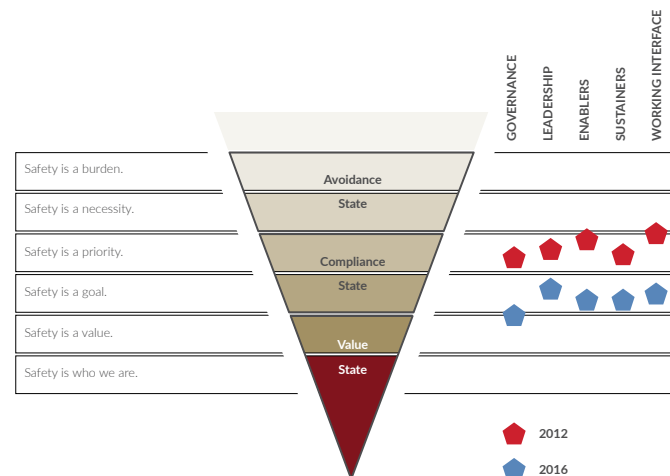 GOVERNANCE
LEADERSHIP
ENABLERS
SUSTAINERS
WORKING INTERFACE
Safety is a burden.
Avoidance
State
Safety is a necessity.
Safety is a priority.
Compliance
State
Safety is a goal.
Safety is a value.
Value
State
Safety is who we are.
2012
2016